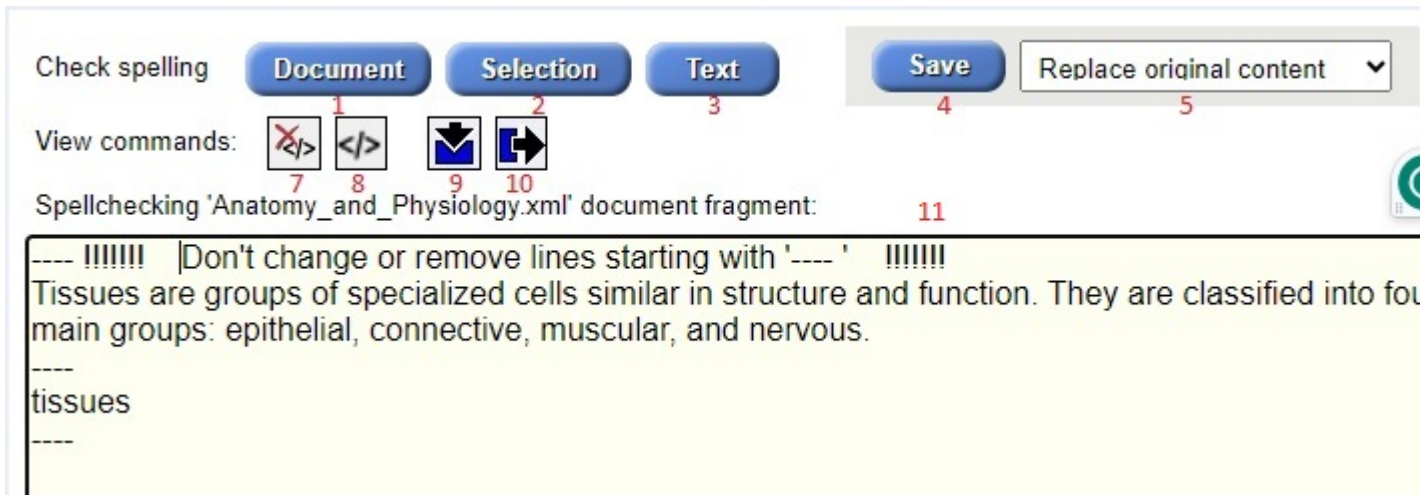 Check spelling Document Selection Text Save Replace original content
1 2 3 4 5
View commands: </> </>
7 8 9 10
Spellchecking 'Anatomy_and_Physiology.xml' document fragment: 11
---- !!!!!!! Don't change or remove lines starting with '---- ' !!!!!!!
Tissues are groups of specialized cells similar in structure and function. They are classified into fou
main groups: epithelial, connective, muscular, and nervous.
----
tissues
----